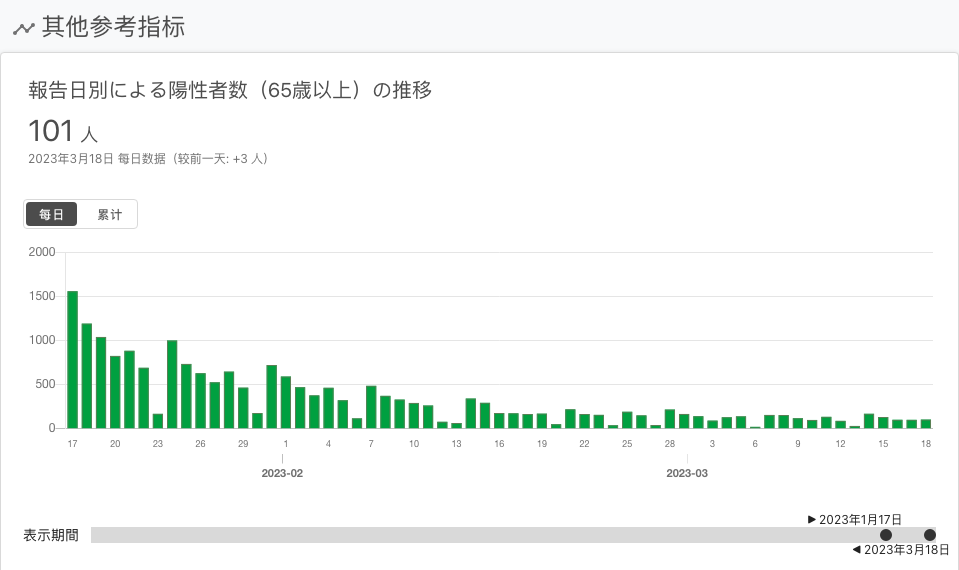 其他参考指标
報告日別による陽性者数（65歳以上）の推移
101 人
2023年3月18日 每日数据（较前一天: +3 人）
每日 累计
2000
1500
1000
500
0
17 20 23 26 29 1 4 7 10 13 16 19 22 25 28 3 6 9 12 15 18
2023-02 2023-03
▶ 2023年1月17日
表示期間
◀ 2023年3月18日